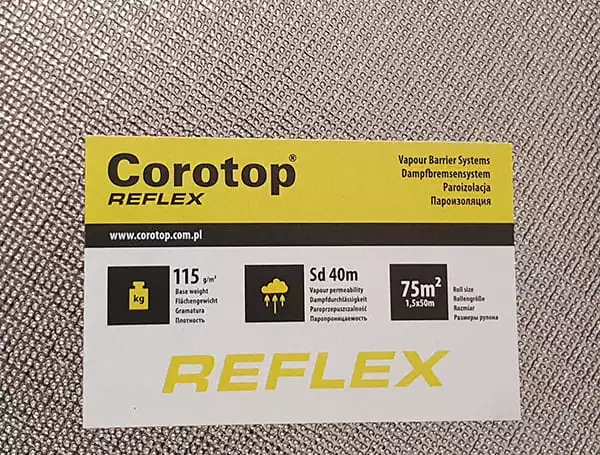 Corotop®
REFLEX
Vapour Barrier Systems
Dampfbremsensystem
Paroizolacja
Пароизоляция
www.corotop.com.pl
kg
115 g/m²
Base weight
Flächengewicht
Gramatura
Плотность
Sd 40m
Vapour permeability
Dampfdurchlässigkeit
Paroprzepuszczalność
Паропроницаемость
75m²
1,5x50m
Roll size
Rollengröße
Rozmiar
Размеры рулона
REFLEX